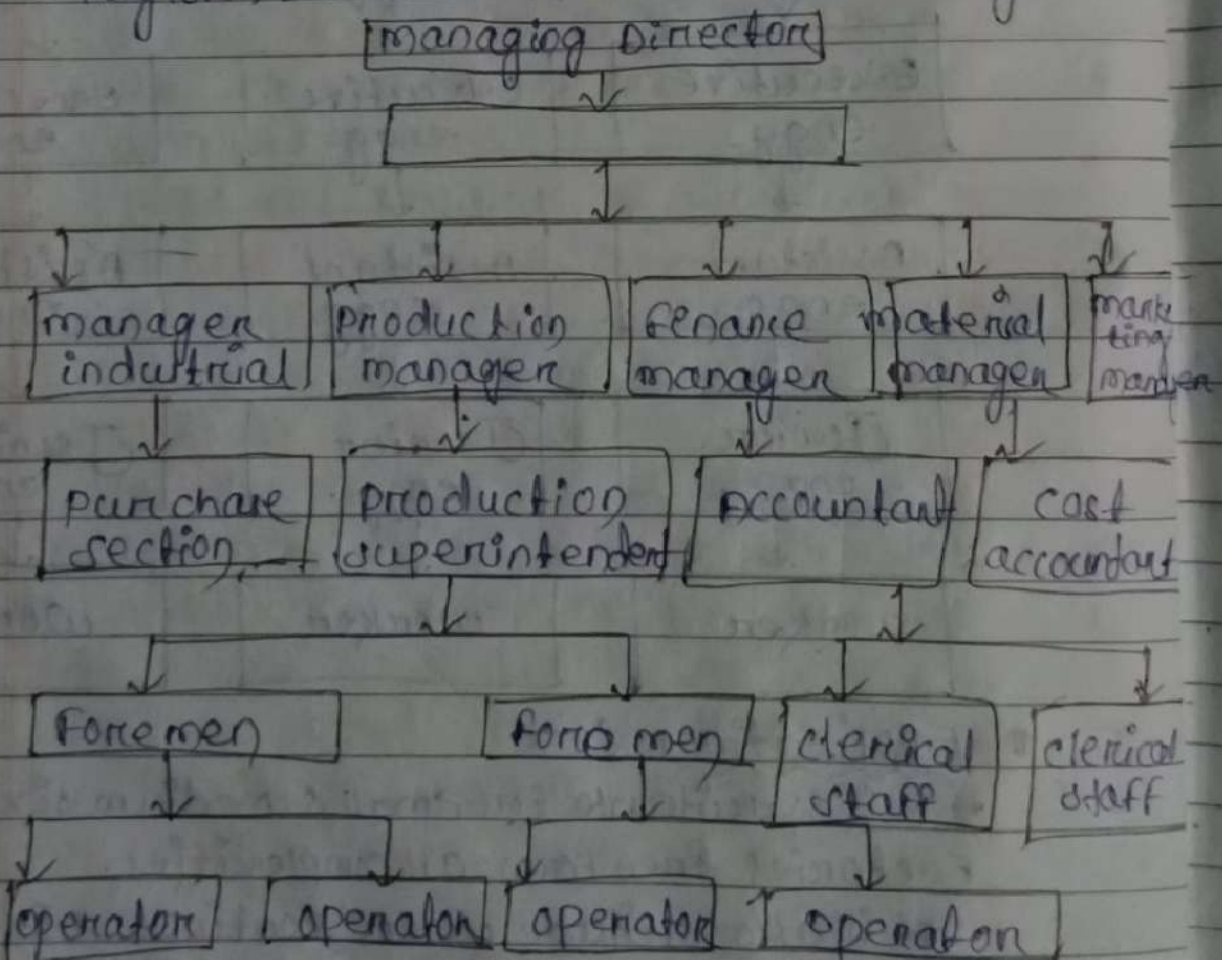 managing Director
manager
industrial
production
manager
fenance
manager
material
manager
marke
ting
manager
purchase
section
production
superintendent
Accountant
cost
accountant
Foremen
foremen
clerical
staff
clerical
staff
operator
operator
operator
operator